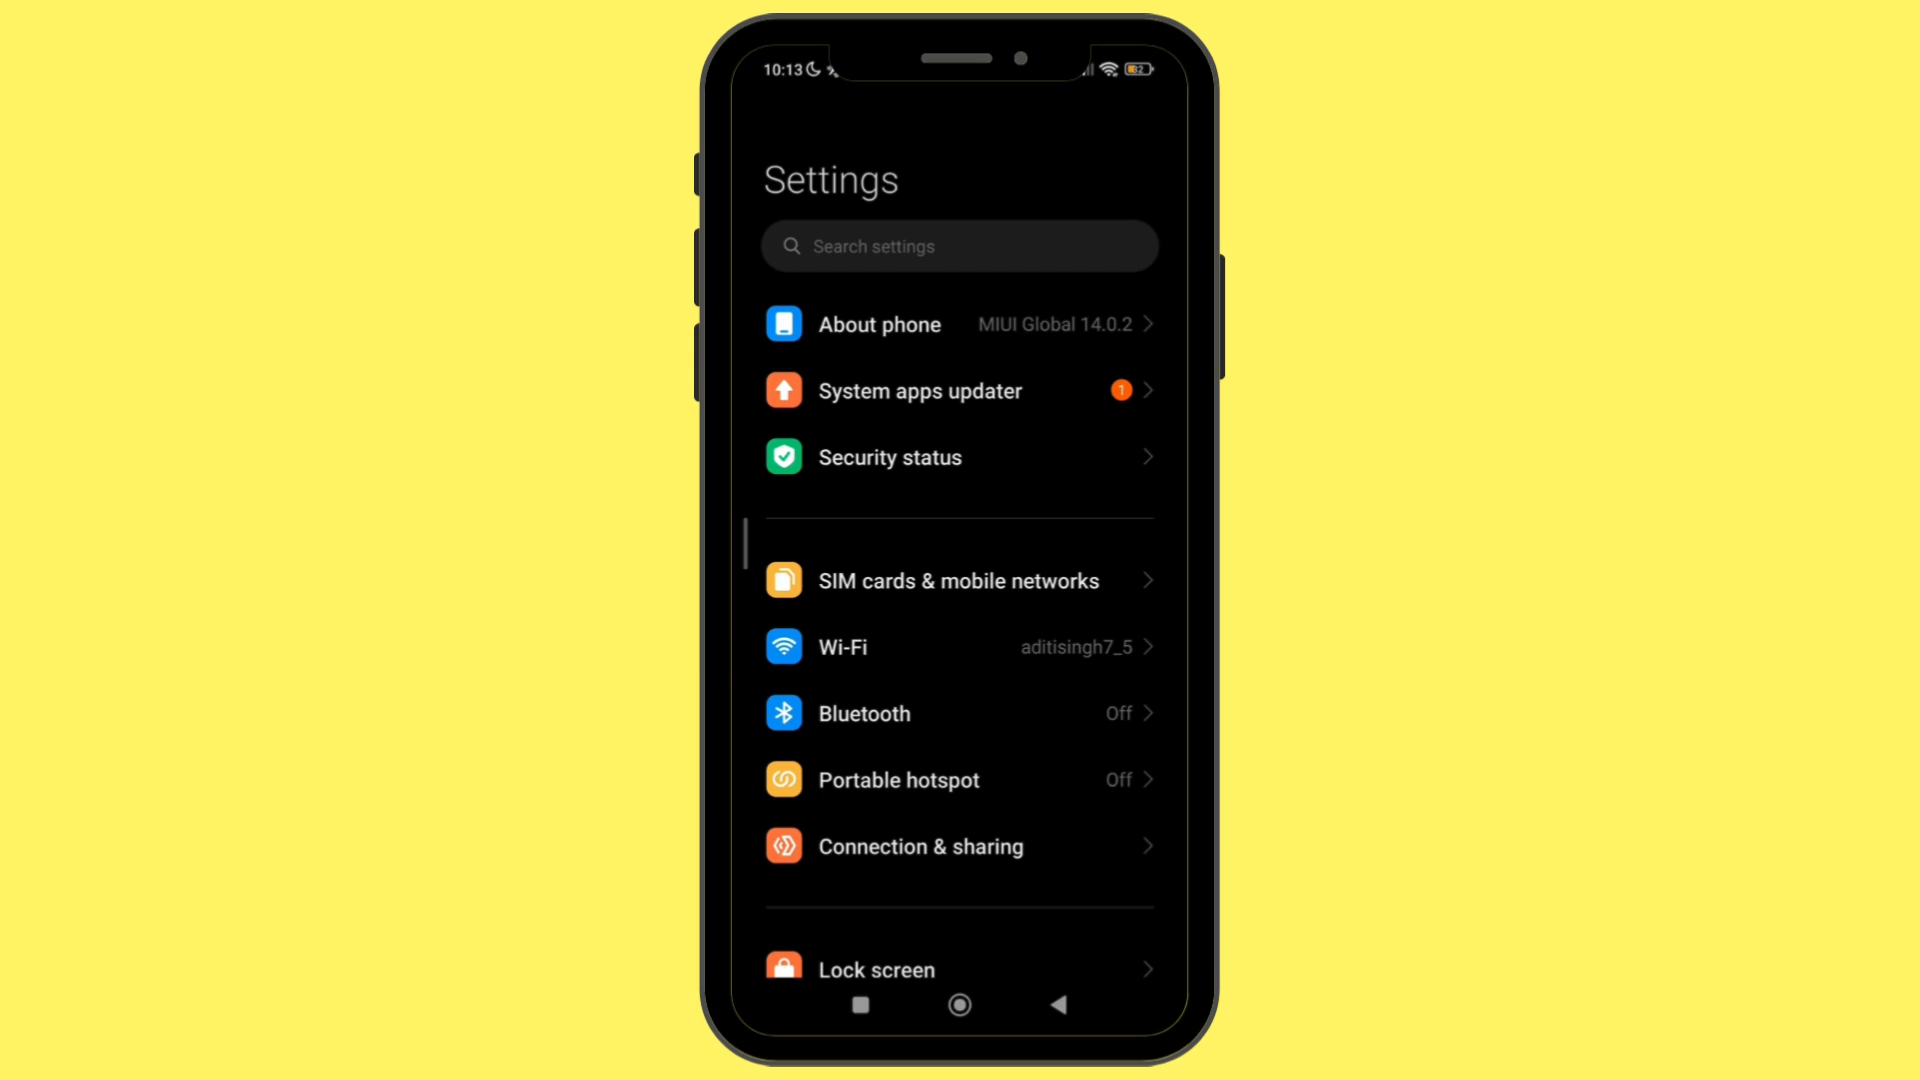 10:13
32
Settings
Search settings
About phone MIUI Global 14.0.2
System apps updater 1
Security status
SIM cards & mobile networks
Wi-Fi aditisingh7_5
Bluetooth Off
Portable hotspot Off
Connection & sharing
Lock screen